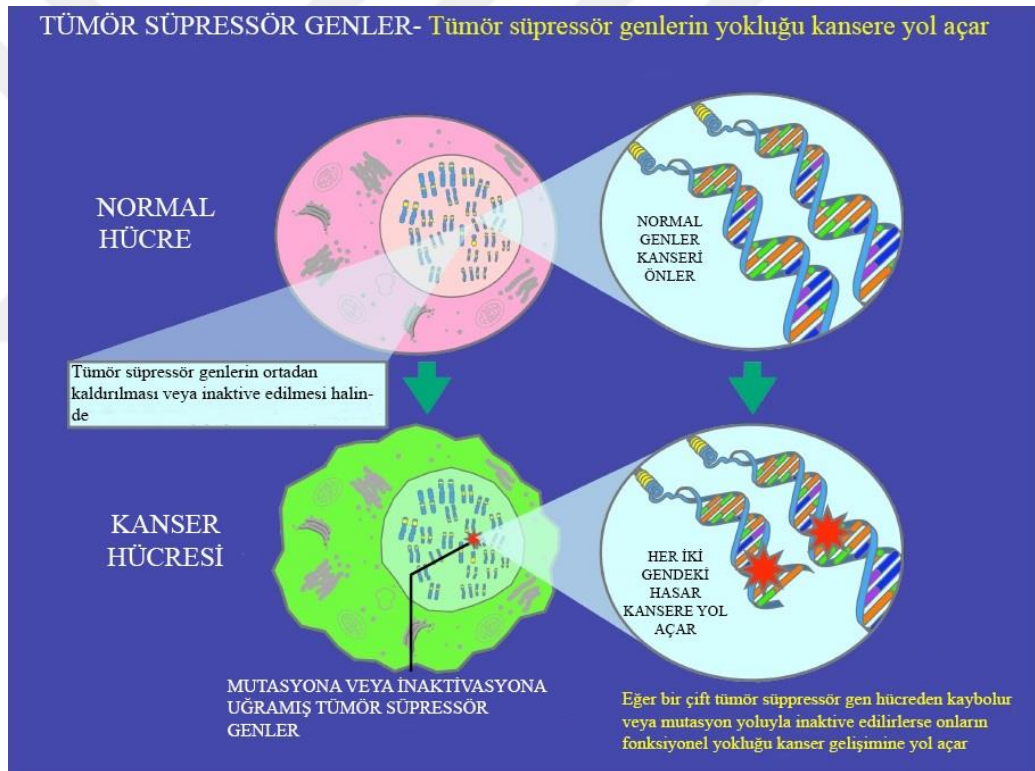 TÜMÖR SÜPRESSÖR GENLER- Tümör süpressör genlerin yokluğu kansere yol açar
NORMAL
HÜCRE
NORMAL
GENLER
KANSERİ
ÖNLER
Tümör süpressör genlerin ortadan
kaldırılması veya inaktive edilmesi halin-
de
KANSER
HÜCRESİ
HER İKİ
GENDEKİ
HASAR
KANSERE YOL
AÇAR
MUTASYONA VEYA İNAKTİVASYONA
UĞRAMIŞ TÜMÖR SÜPRESSÖR
GENLER
Eğer bir çift tümör süppressör gen hücreden kaybolur
veya mutasyon yoluyla inaktive edilirlerse onların
fonksiyonel yokluğu kanser gelişimine yol açar